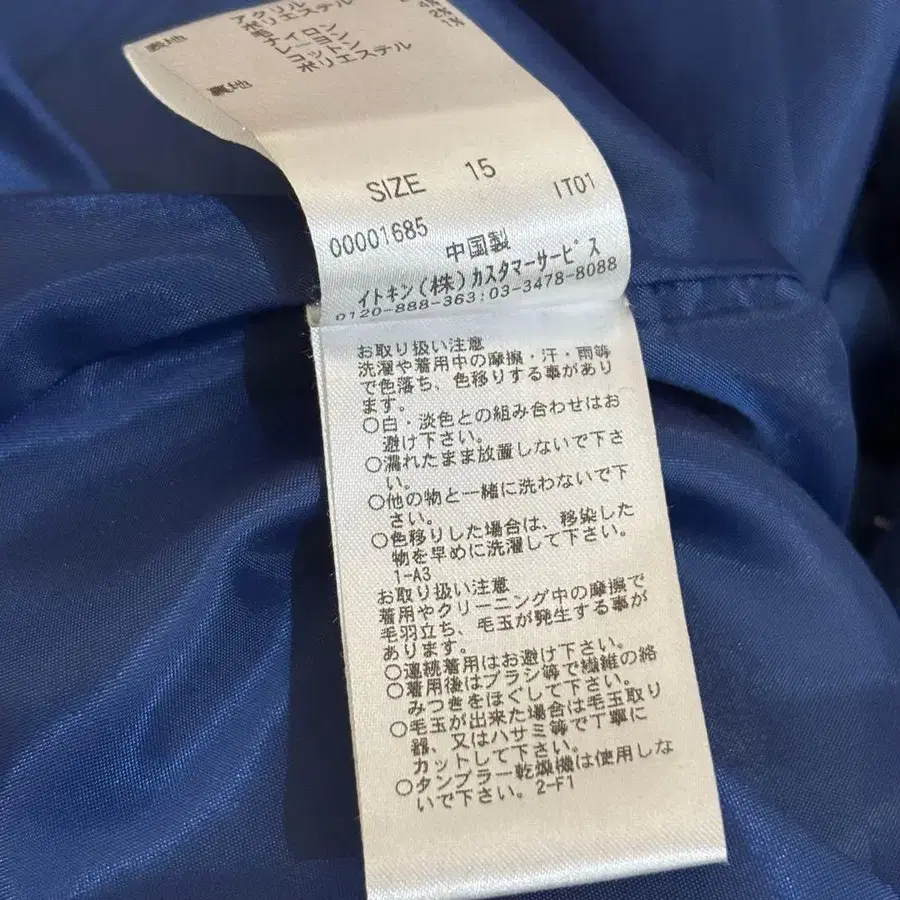 表地
アクリル
ポリエステル
毛
ナイロン
レーヨン
コットン
裏地
ポリエステル
SIZE 15
IT01
00001685
中国製
イトキン(株)カスタマーサービス
0120-888-363:03-3478-8088
お取り扱い注意
洗濯や着用中の摩擦・汗・雨等
で色落ち、色移りする事があり
ます。
○白・淡色との組み合わせはお
避け下さい。
○濡れたまま放置しないで下さ
い。
○他の物と一緒に洗わないで下
さい。
○色移りした場合は、移染した
物を早めに洗濯して下さい。
1-A3
お取り扱い注意
着用やクリーニング中の摩擦で
毛羽立ち、毛玉が発生する事が
あります。
○連続着用はお避け下さい。
○着用後はブラシ等で繊維の絡
みつきをほぐして下さい。
○毛玉が出来た場合は毛玉取り
器、又はハサミ等で丁寧に
カットして下さい。
○タンブラー乾燥機は使用しな
いで下さい。2-F1